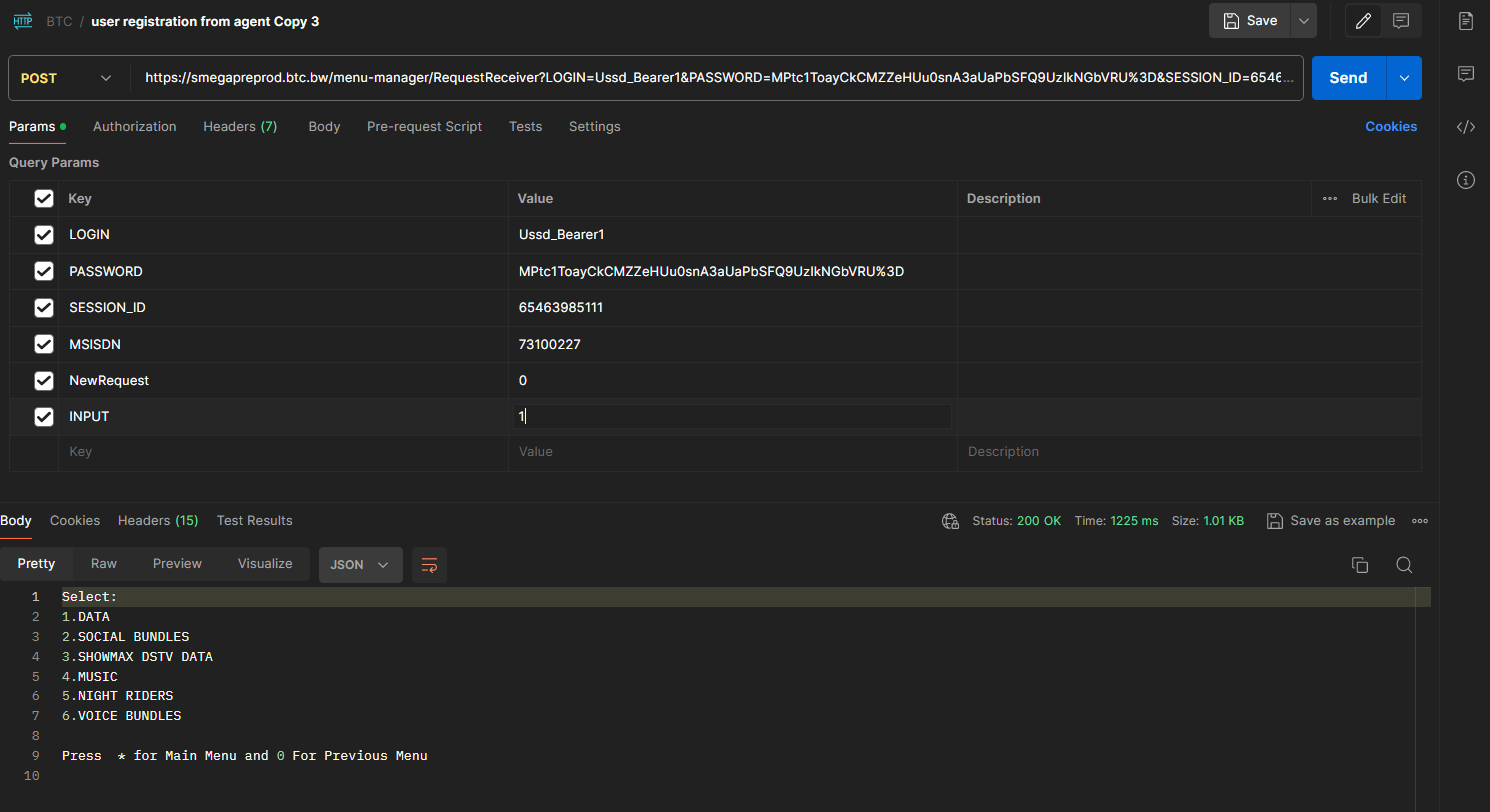 HTTP BTC / user registration from agent Copy 3 Save
POST https://smegapreprod.btc.bw/menu-manager/RequestReceiver?LOGIN=Ussd_Bearer1&PASSWORD=MPtc1ToayCkCMZZeHUu0snA3aUaPbSFQ9UzIkNGbVRU%3D&SESSION_ID=6546... Send
Params Authorization Headers (7) Body Pre-request Script Tests Settings Cookies
Query Params
Key Value Description Bulk Edit
LOGIN Ussd_Bearer1
PASSWORD MPtc1ToayCkCMZZeHUu0snA3aUaPbSFQ9UzIkNGbVRU%3D
SESSION_ID 65463985111
MSISDN 73100227
NewRequest 0
INPUT 1
Key Value Description
Body Cookies Headers (15) Test Results Status: 200 OK Time: 1225 ms Size: 1.01 KB Save as example
Pretty Raw Preview Visualize JSON
1 Select:
2 1.DATA
3 2.SOCIAL BUNDLES
4 3.SHOWMAX DSTV DATA
5 4.MUSIC
6 5.NIGHT RIDERS
7 6.VOICE BUNDLES
8
9 Press * for Main Menu and 0 For Previous Menu
10